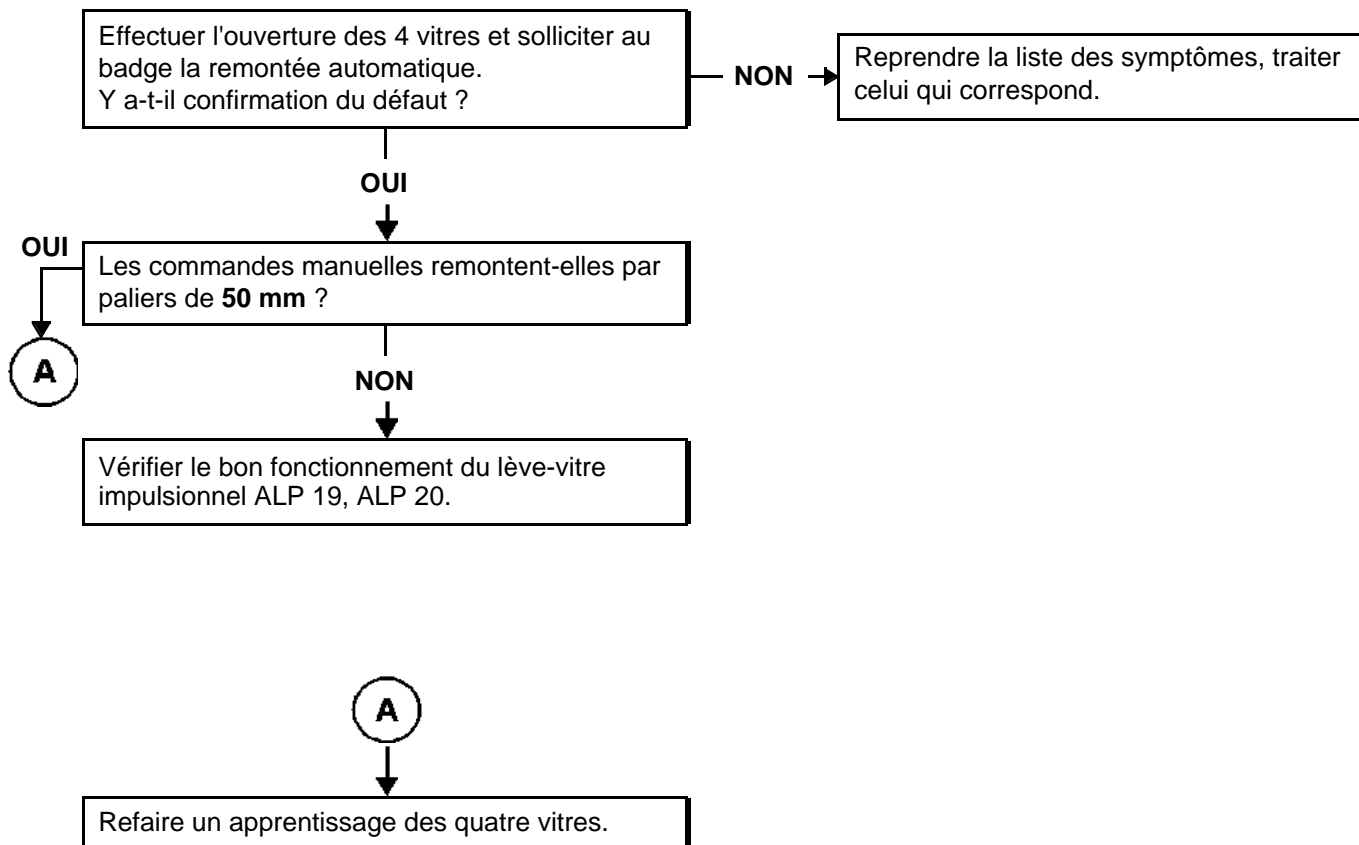 Effectuer l'ouverture des 4 vitres et solliciter au
badge la remontée automatique.
Y a-t-il confirmation du défaut ?
NON
Reprendre la liste des symptômes, traiter
celui qui correspond.
OUI
OUI
Les commandes manuelles remontent-elles par
paliers de 50 mm ?
A
NON
Vérifier le bon fonctionnement du lève-vitre
impulsionnel ALP 19, ALP 20.
A
Refaire un apprentissage des quatre vitres.